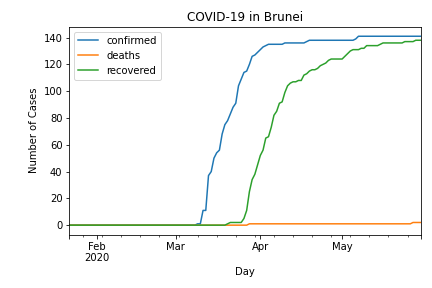 COVID-19 in Brunei
confirmed
deaths
recovered
Number of Cases
140
120
100
80
60
40
20
0
Feb
2020
Mar
Apr
May
Day